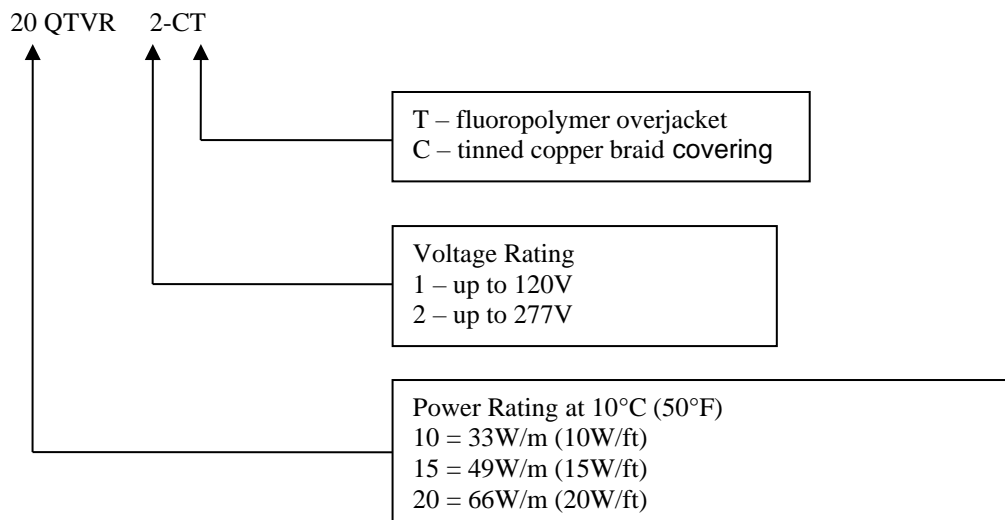 20 QTVR 2-CT
T – fluoropolymer overjacket
C – tinned copper braid covering
Voltage Rating
1 – up to 120V
2 – up to 277V
Power Rating at 10°C (50°F)
10 = 33W/m (10W/ft)
15 = 49W/m (15W/ft)
20 = 66W/m (20W/ft)